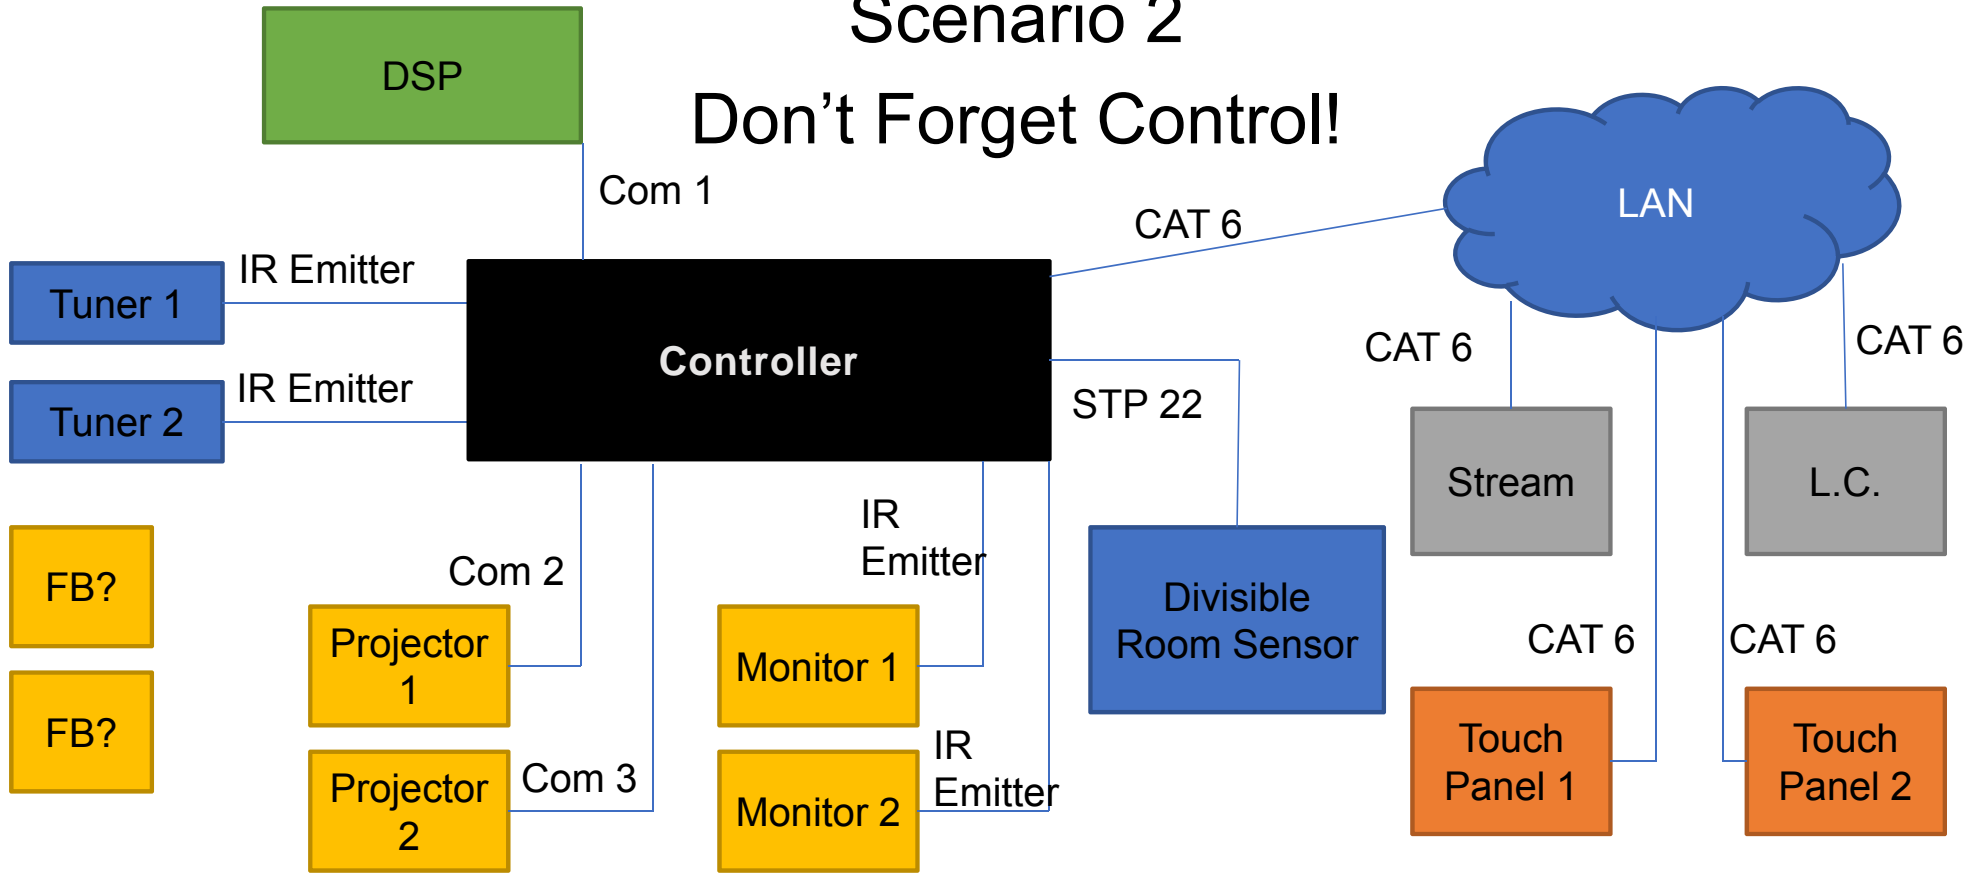 Scenario 2
Don’t Forget Control!
DSP
Com 1
CAT 6
LAN
IR Emitter
Tuner 1
Controller
CAT 6
CAT 6
IR Emitter
Tuner 2
STP 22
Stream
L.C.
IR
Emitter
FB?
Com 2
Divisible
Room Sensor
Projector
1
Monitor 1
CAT 6
CAT 6
FB?
Com 3
IR
Emitter
Projector
2
Monitor 2
Touch
Panel 1
Touch
Panel 2